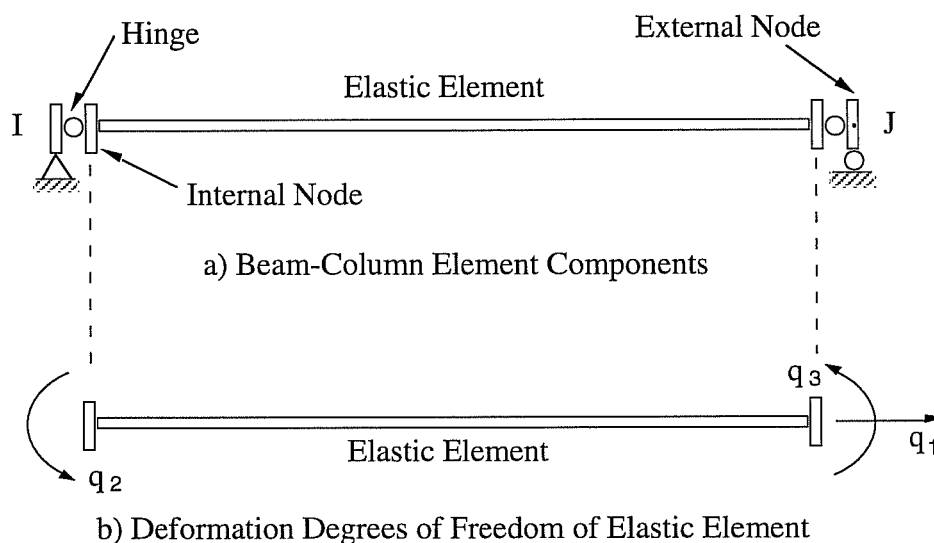 Hinge
External Node
Elastic Element
I
J
Internal Node
a) Beam-Column Element Components
q3
q1
Elastic Element
q2
b) Deformation Degrees of Freedom of Elastic Element